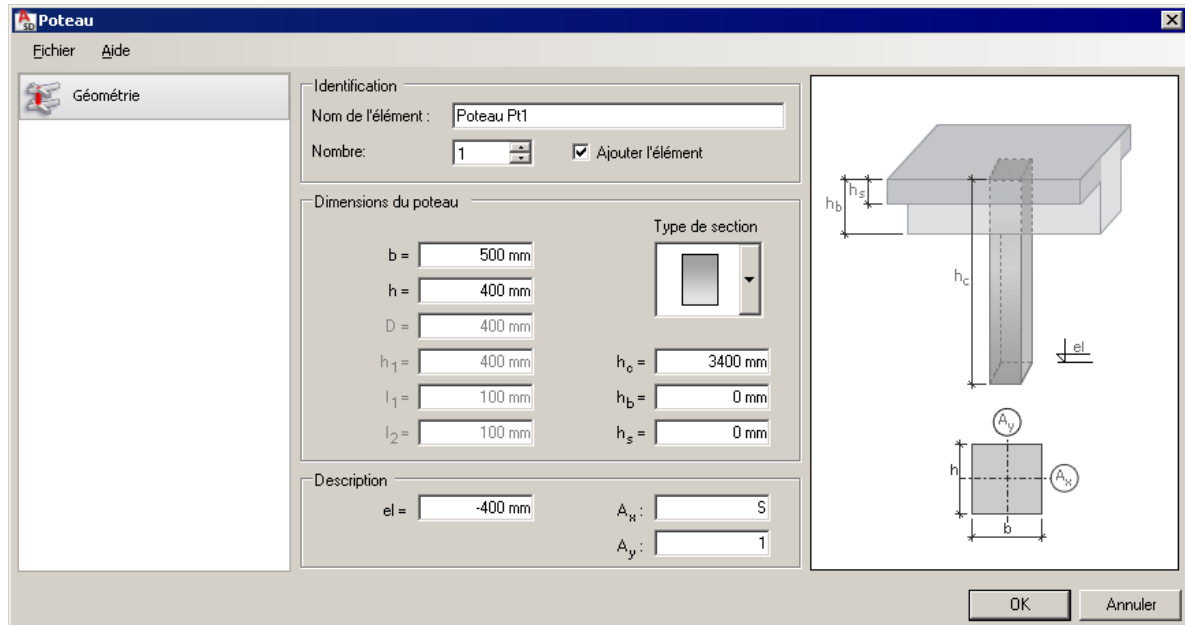 A SD Poteau
Fichier Aide
Géométrie
Identification
Nom de l'élément : Poteau Pt1
Nombre: 1 Ajouter l'élément
Dimensions du poteau
Type de section
b = 500 mm
h = 400 mm
D = 400 mm
h1 = 400 mm
l1 = 100 mm
l2 = 100 mm
hc = 3400 mm
hb = 0 mm
hs = 0 mm
Description
el = -400 mm
Ax : S
Ay : 1
hs
hb
hc
el
Ay
h
Ax
b
OK Annuler